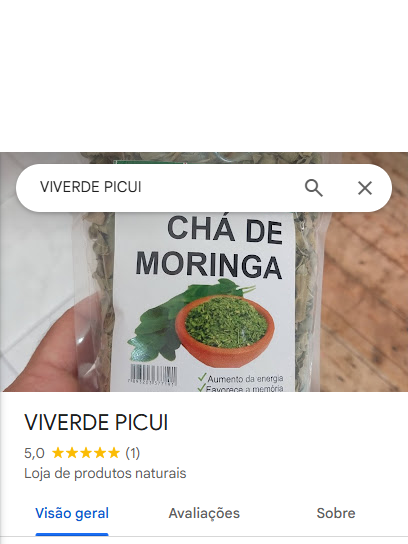 VIVERDE PICUI
CHÁ DE
MORINGA
Aumento da energia
Favorece a memória
VIVERDE PICUI
5,0 (1)
Loja de produtos naturais
Visão geral
Avaliações
Sobre